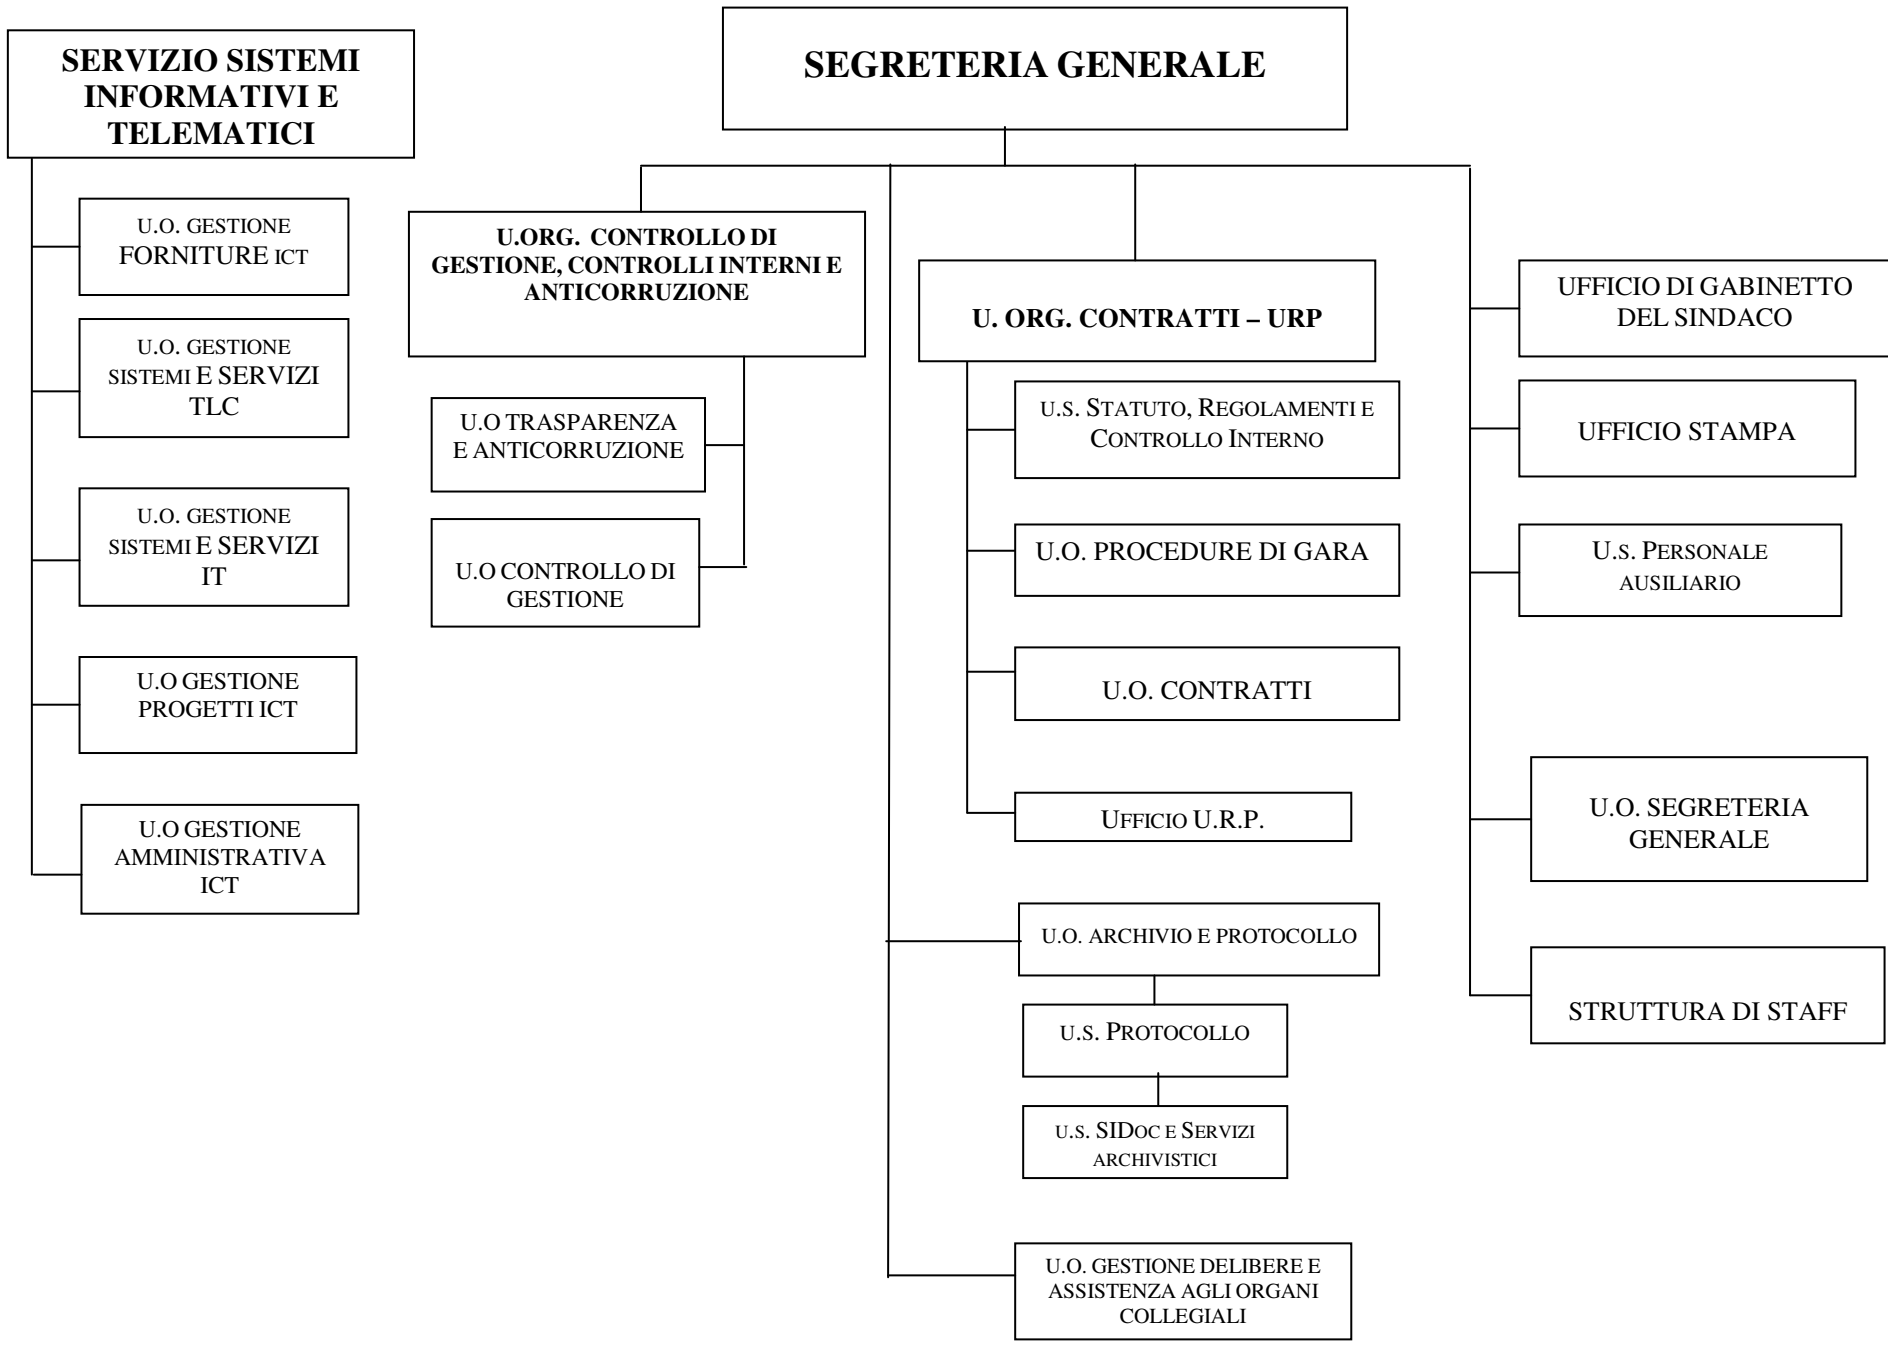 SERVIZIO SISTEMI
INFORMATIVI E
TELEMATICI
U.O. GESTIONE
FORNITURE ICT
U.O. GESTIONE
SISTEMI E SERVIZI
TLC
U.O. GESTIONE
SISTEMI E SERVIZI
IT
U.O GESTIONE
PROGETTI ICT
U.O GESTIONE
AMMINISTRATIVA
ICT
SEGRETERIA GENERALE
U.ORG. CONTROLLO DI
GESTIONE, CONTROLLI INTERNI E
ANTICORRUZIONE
U.O TRASPARENZA
E ANTICORRUZIONE
U.O CONTROLLO DI
GESTIONE
U. ORG. CONTRATTI – URP
U.S. STATUTO, REGOLAMENTI E
CONTROLLO INTERNO
U.O. PROCEDURE DI GARA
U.O. CONTRATTI
UFFICIO U.R.P.
U.O. ARCHIVIO E PROTOCOLLO
U.S. PROTOCOLLO
U.S. SIDOC E SERVIZI
ARCHIVISTICI
U.O. GESTIONE DELIBERE E
ASSISTENZA AGLI ORGANI
COLLEGIALI
UFFICIO DI GABINETTO
DEL SINDACO
UFFICIO STAMPA
U.S. PERSONALE
AUSILIARIO
U.O. SEGRETERIA
GENERALE
STRUTTURA DI STAFF